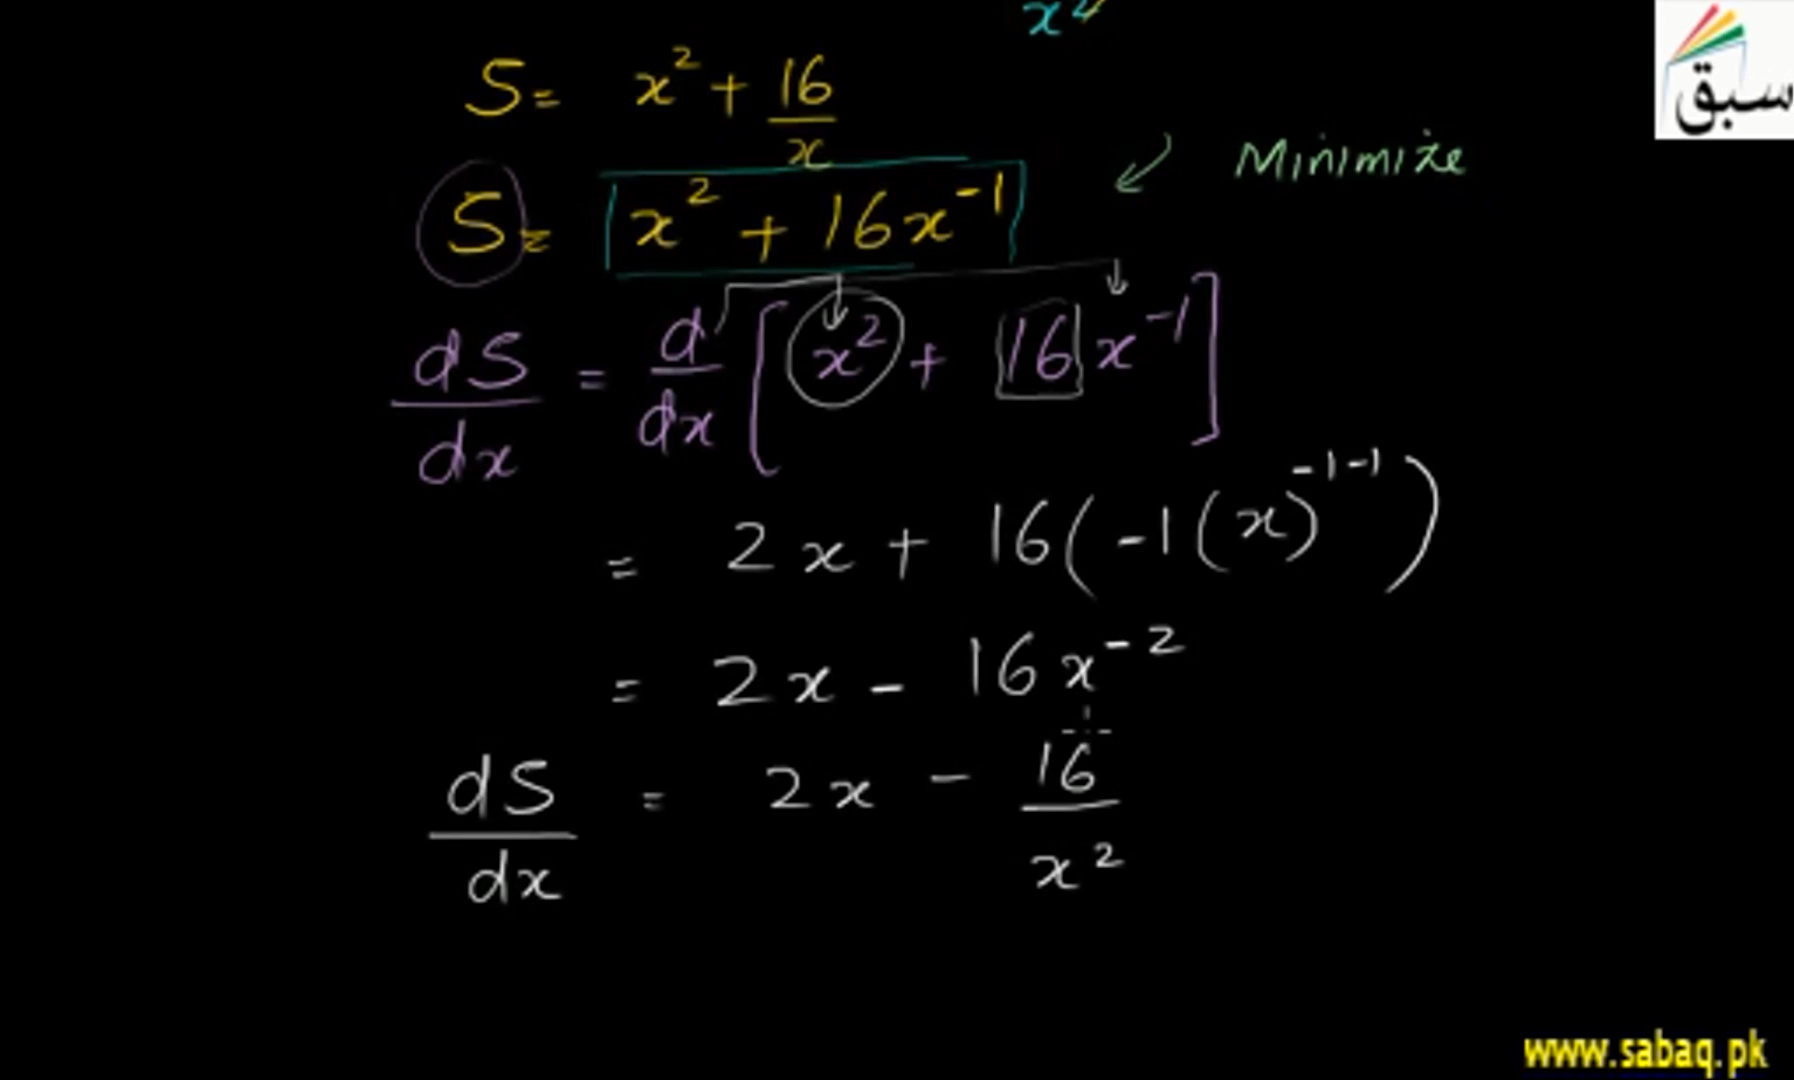 x⁴
S = x² + 16/x
سبق
Minimize
S = x² + 16x⁻¹
dS/dx = d/dx [x² + 16x⁻¹]
= 2x + 16(-1(x)⁻¹⁻¹)
= 2x - 16x⁻²
dS/dx = 2x - 16/x²
www.sabaq.pk